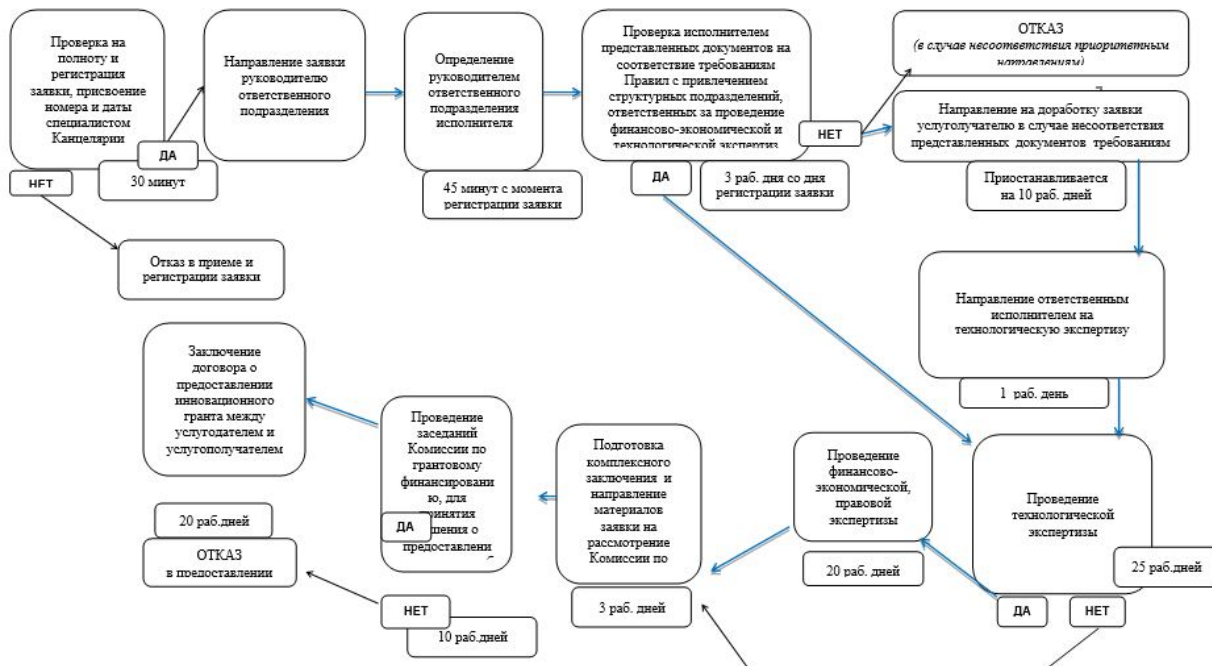 Проверка на
полноту и
регистрация
заявки, присвоение
номера и даты
специалистом
Канцелярии
ДА
НЕТ
30 минут
Отказ в приеме и
регистрации заявки
Направление заявки
руководителю
ответственного
подразделения
Определение
руководителем
ответственного
подразделения
исполнителя
45 минут с момента
регистрации заявки
Проверка исполнителем
представленных документов на
соответствие требованиям
Правил с привлечением
структурных подразделений,
ответственных за проведение
финансово-экономической и
технологической экспертиз
ДА
НЕТ
3 раб. дня со дня
регистрации заявки
ОТКАЗ
(в случае несоответствия приоритетным
направлениям)
Направление на доработку заявки
услуголучателю в случае несоответствия
представленных документов требованиям
Приостанавливается
на 10 раб. дней
Направление ответственным
исполнителем на
технологическую экспертизу
1 раб. день
Проведение
технологической
экспертизы
25 раб.дней
ДА
НЕТ
Проведение
финансово-
экономической,
правовой
экспертизы
20 раб. дней
Подготовка
комплексного
заключения и
направление
материалов
заявки на
рассмотрение
Комиссии по
3 раб. дней
Проведение
заседаний
Комиссии по
грантовому
финансировани
ю, для
о
предоставлени
ДА
НЕТ
10 раб.дней
Заключение
договора о
предоставлении
инновационного
гранта между
услугодателем и
услугополучателем
20 раб.дней
ОТКАЗ
в предоставлении